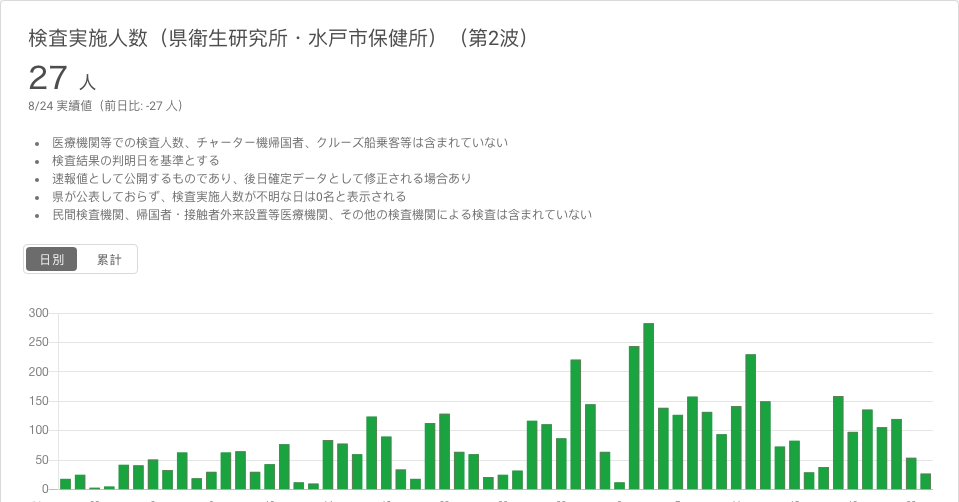 検査実施人数（県衛生研究所・水戸市保健所）（第2波）
27 人
8/24 実績値（前日比: -27 人）
医療機関等での検査人数、チャーター機帰国者、クルーズ船乗客等は含まれていない
検査結果の判明日を基準とする
速報値として公開するものであり、後日確定データとして修正される場合あり
県が公表しておらず、検査実施人数が不明な日は0名と表示される
民間検査機関、帰国者・接触者外来設置等医療機関、その他の検査機関による検査は含まれていない
日別 累計
300
250
200
150
100
50
0